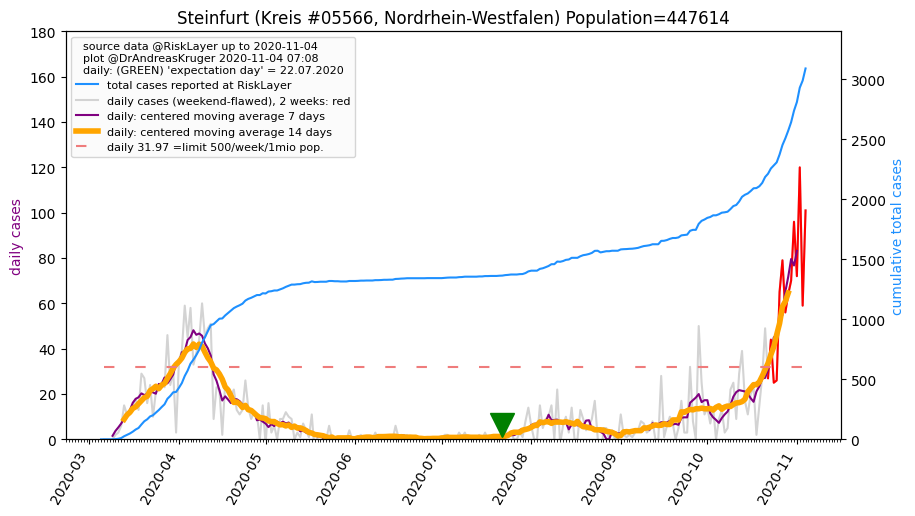 Steinfurt (Kreis #05566, Nordrhein-Westfalen) Population=447614
source data @RiskLayer up to 2020-11-04
plot @DrAndreasKruger 2020-11-04 07:08
daily: (GREEN) 'expectation day' = 22.07.2020
total cases reported at RiskLayer
daily cases (weekend-flawed), 2 weeks: red
daily: centered moving average 7 days
daily: centered moving average 14 days
daily 31.97 =limit 500/week/1mio pop.
daily cases
180
160
140
120
100
80
60
40
20
0
cumulative total cases
3000
2500
2000
1500
1000
500
0
2020-03
2020-04
2020-05
2020-06
2020-07
2020-08
2020-09
2020-10
2020-11